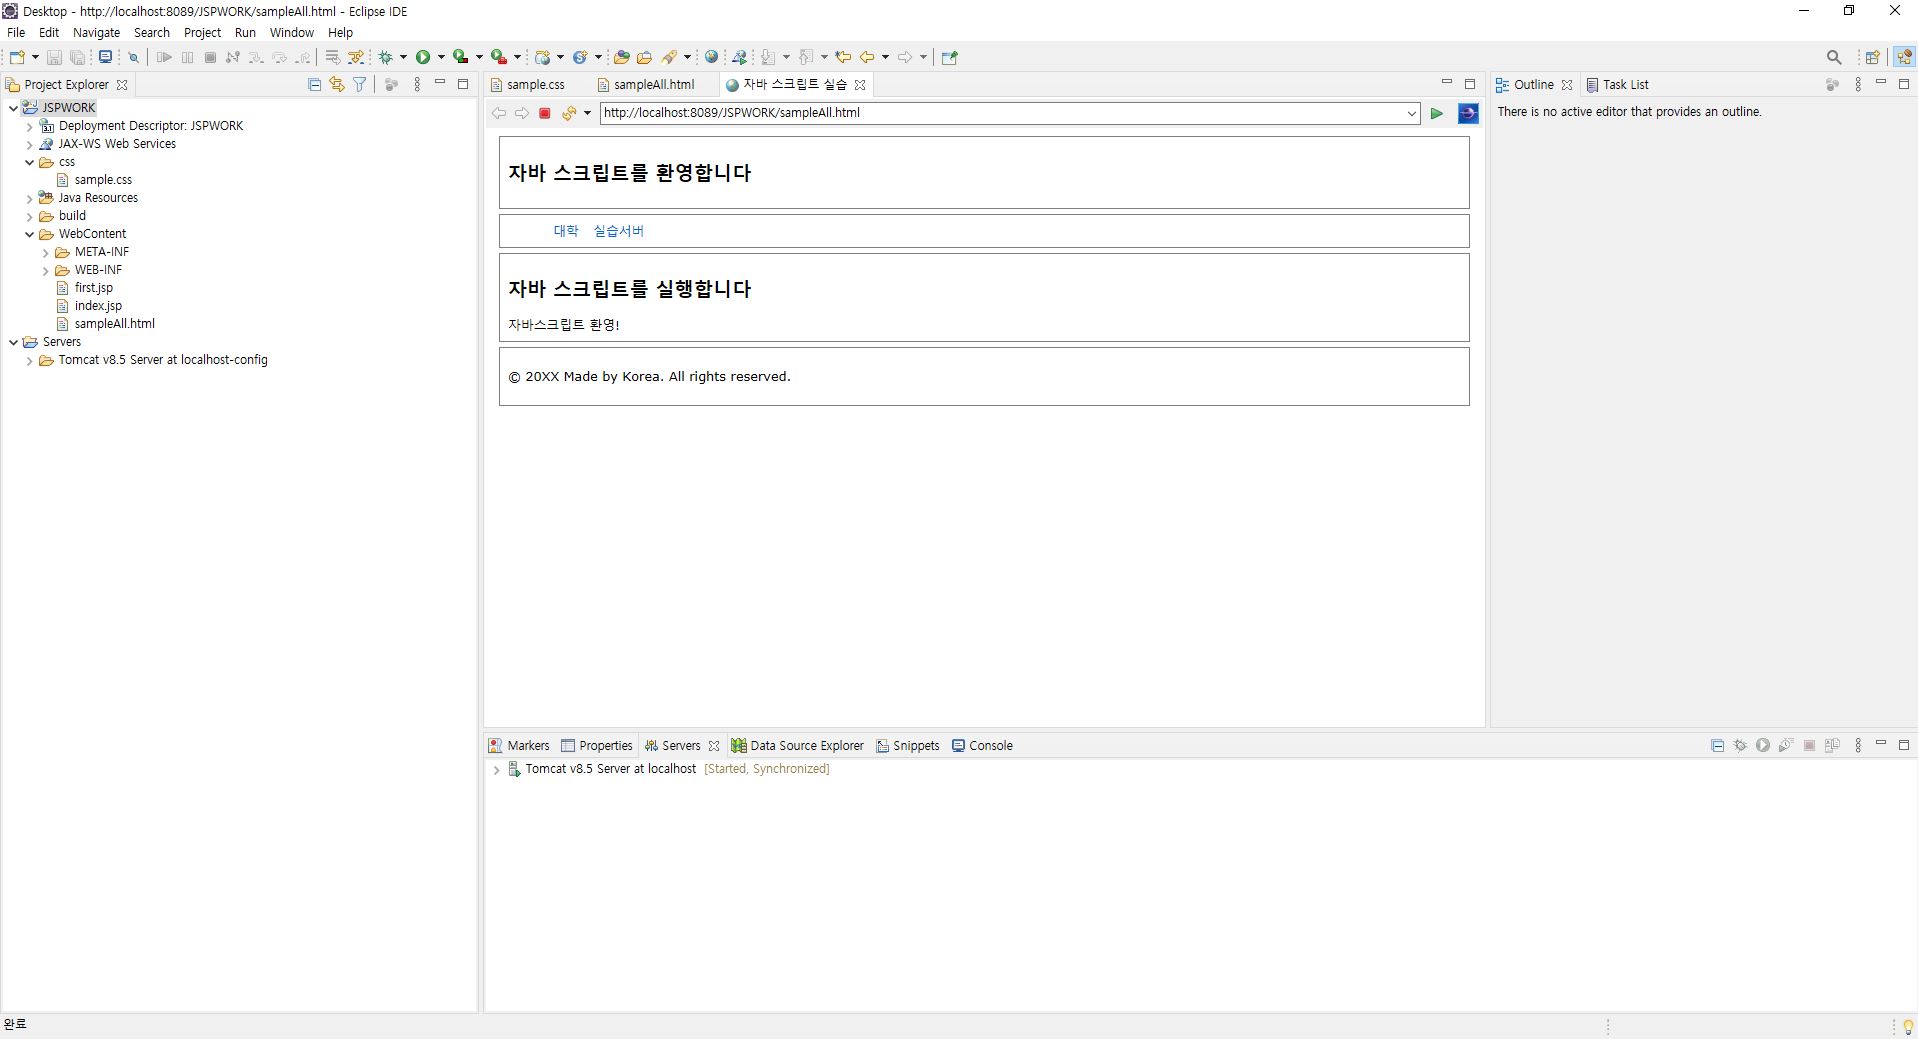 Desktop - http://localhost:8089/JSPWORK/sampleAll.html - Eclipse IDE
File Edit Navigate Search Project Run Window Help
Project Explorer
JSPWORK
Deployment Descriptor: JSPWORK
JAX-WS Web Services
css
sample.css
Java Resources
build
WebContent
META-INF
WEB-INF
first.jsp
index.jsp
sampleAll.html
Servers
Tomcat v8.5 Server at localhost-config
sample.css sampleAll.html 자바 스크립트 실습
http://localhost:8089/JSPWORK/sampleAll.html
자바 스크립트를 환영합니다
대학 실습서버
자바 스크립트를 실행합니다
자바스크립트 환영!
© 20XX Made by Korea. All rights reserved.
Outline Task List
There is no active editor that provides an outline.
Markers Properties Servers Data Source Explorer Snippets Console
Tomcat v8.5 Server at localhost [Started, Synchronized]
완료